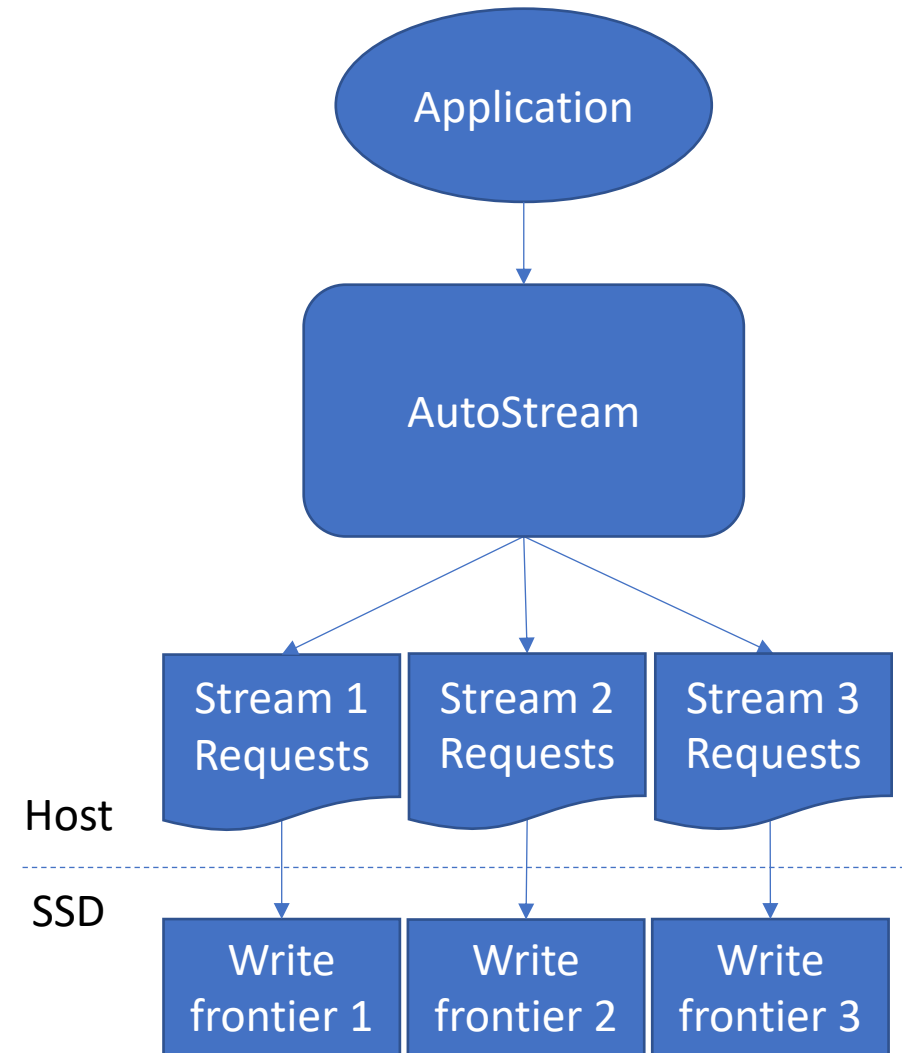 Application
AutoStream
Stream 1
Requests
Stream 2
Requests
Stream 3
Requests
Host
SSD
Write
frontier 1
Write
frontier 2
Write
frontier 3